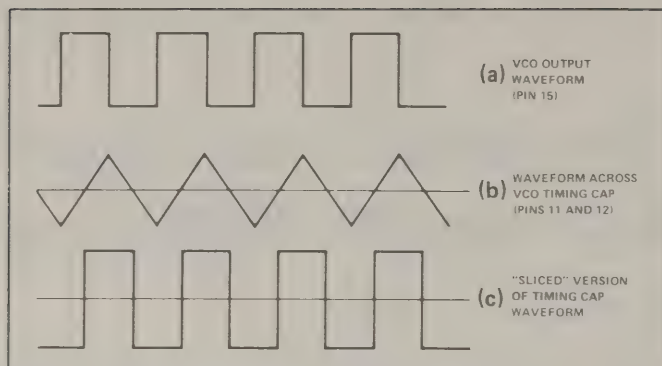 (a) VCO OUTPUT
WAVEFORM
(PIN 15)
(b) WAVEFORM ACROSS
VCO TIMING CAP
(PINS 11 AND 12)
(c) "SLICED" VERSION
OF TIMING CAP
WAVEFORM